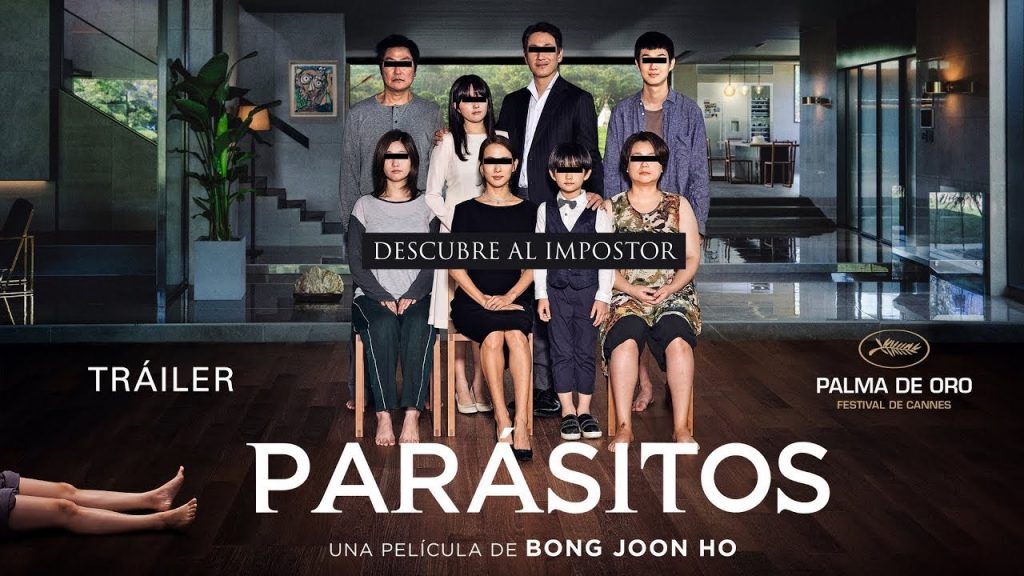 DESCUBRE AL IMPOSTOR
TRÁILER
PALMA DE ORO
FESTIVAL DE CANNES
PARÁSITOS
UNA PELÍCULA DE BONG JOON HO